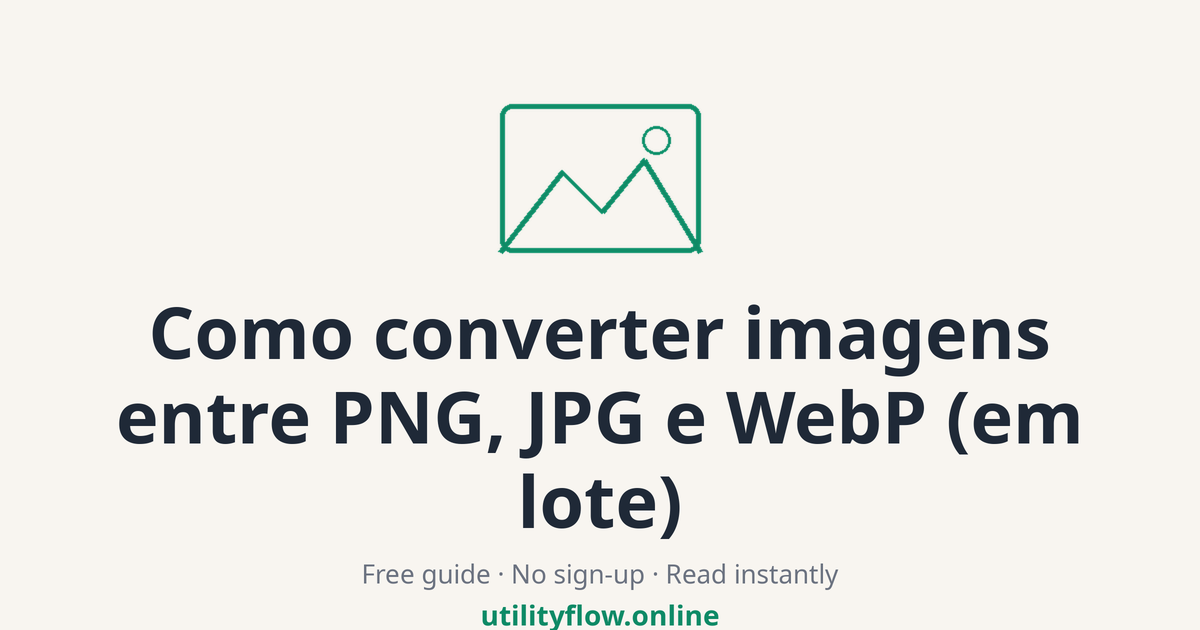 Como converter imagens
entre PNG, JPG e WebP (em
lote)
Free guide · No sign-up · Read instantly
utilityflow.online